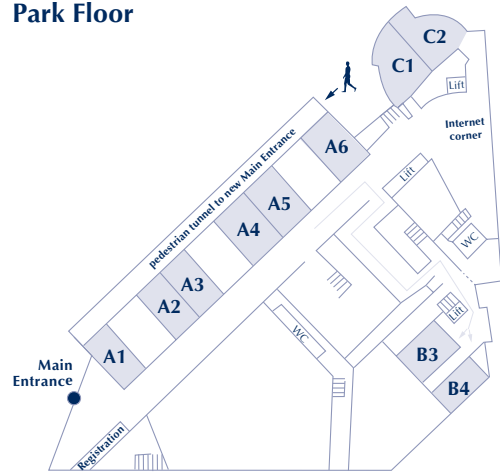 Park Floor
C2
C1
Lift
Internet
corner
pedestrian tunnel to new Main Entrance
A6
Lift
A5
A4
WC
A3
A2
Lift
WC
A1
B3
Main
Entrance
B4
Registration